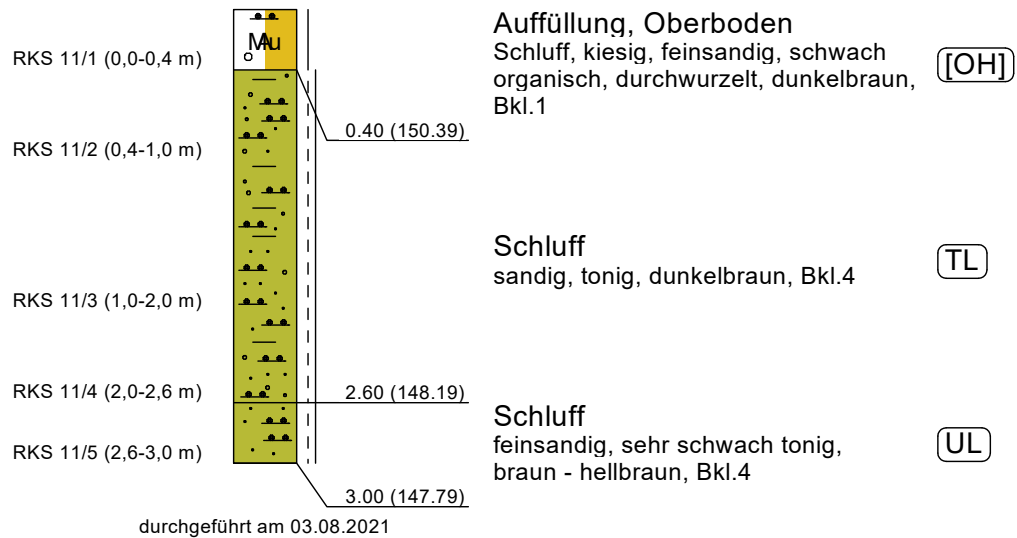 Auffüllung, Oberboden
Mu
Au
Schluff, kiesig, feinsandig, schwach
RKS 11/1 (0,0-0,4 m)
[OH]
organisch, durchwurzelt, dunkelbraun,
Bkl.1
0.40 (150.39)
RKS 11/2 (0,4-1,0 m)
Schluff
TL
sandig, tonig, dunkelbraun, Bkl.4
RKS 11/3 (1,0-2,0 m)
RKS 11/4 (2,0-2,6 m)
2.60 (148.19)
Schluff
feinsandig, sehr schwach tonig,
UL
RKS 11/5 (2,6-3,0 m)
braun - hellbraun, Bkl.4
3.00 (147.79)
durchgeführt am 03.08.2021